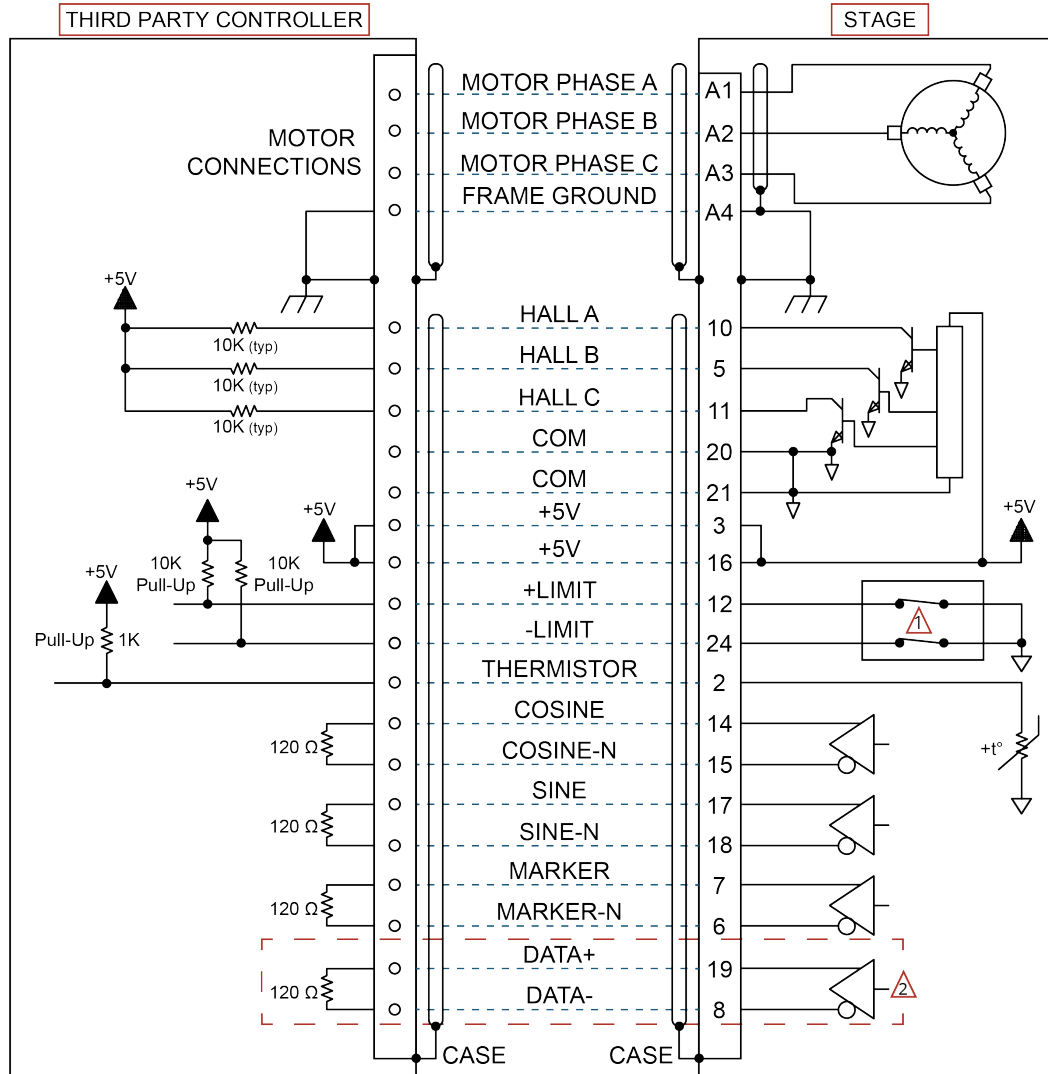 THIRD PARTY CONTROLLER
STAGE
MOTOR CONNECTIONS
MOTOR PHASE A
A1
MOTOR PHASE B
A2
MOTOR PHASE C
A3
FRAME GROUND
A4
+5V
10K (typ)
HALL A
10
10K (typ)
HALL B
5
10K (typ)
HALL C
11
COM
20
COM
21
+5V
+5V
+5V
3
+5V
+5V
16
10K
Pull-Up
10K
Pull-Up
+5V
+LIMIT
12
1
-LIMIT
24
Pull-Up
1K
THERMISTOR
2
+t°
COSINE
14
120 Ω
COSINE-N
15
SINE
17
120 Ω
SINE-N
18
MARKER
7
120 Ω
MARKER-N
6
DATA+
19
120 Ω
2
DATA-
8
CASE
CASE